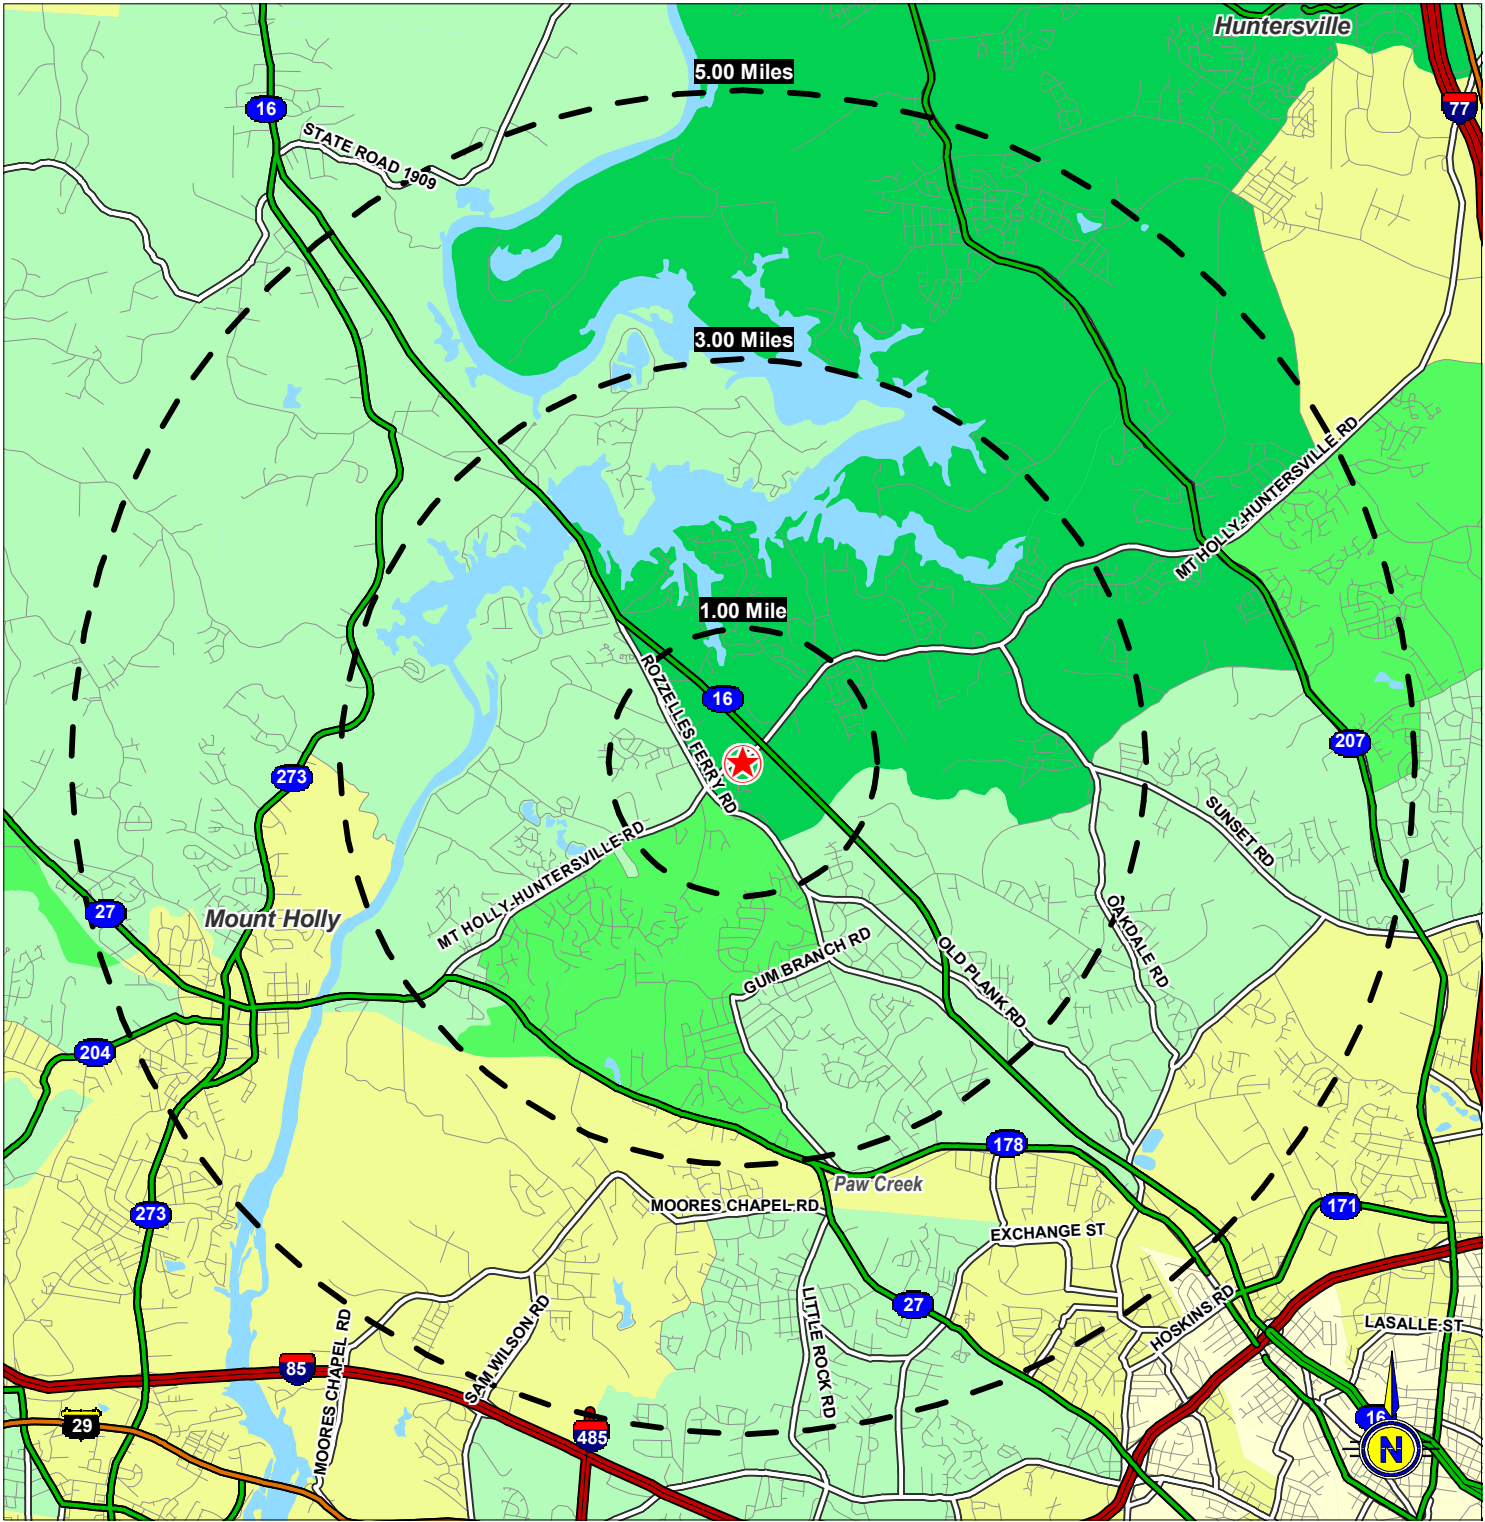 Huntersville
5.00 Miles
77
16
STATE ROAD 1909
3.00 Miles
MT HOLLY-HUNTERSVILLE RD
1.00 Mile
ROZZELLES FERRY RD
16
207
273
SUNSET RD
MT HOLLY-HUNTERSVILLE RD
27
Mount Holly
OAKDALE RD
GUM BRANCH RD
OLD PLANK RD
204
178
Paw Creek
MOORES CHAPEL RD
171
273
EXCHANGE ST
27
LITTLE ROCK RD
HOSKINS RD
LASALLE ST
SAM WILSON RD
MOORES CHAPEL RD
85
29
485
16
N